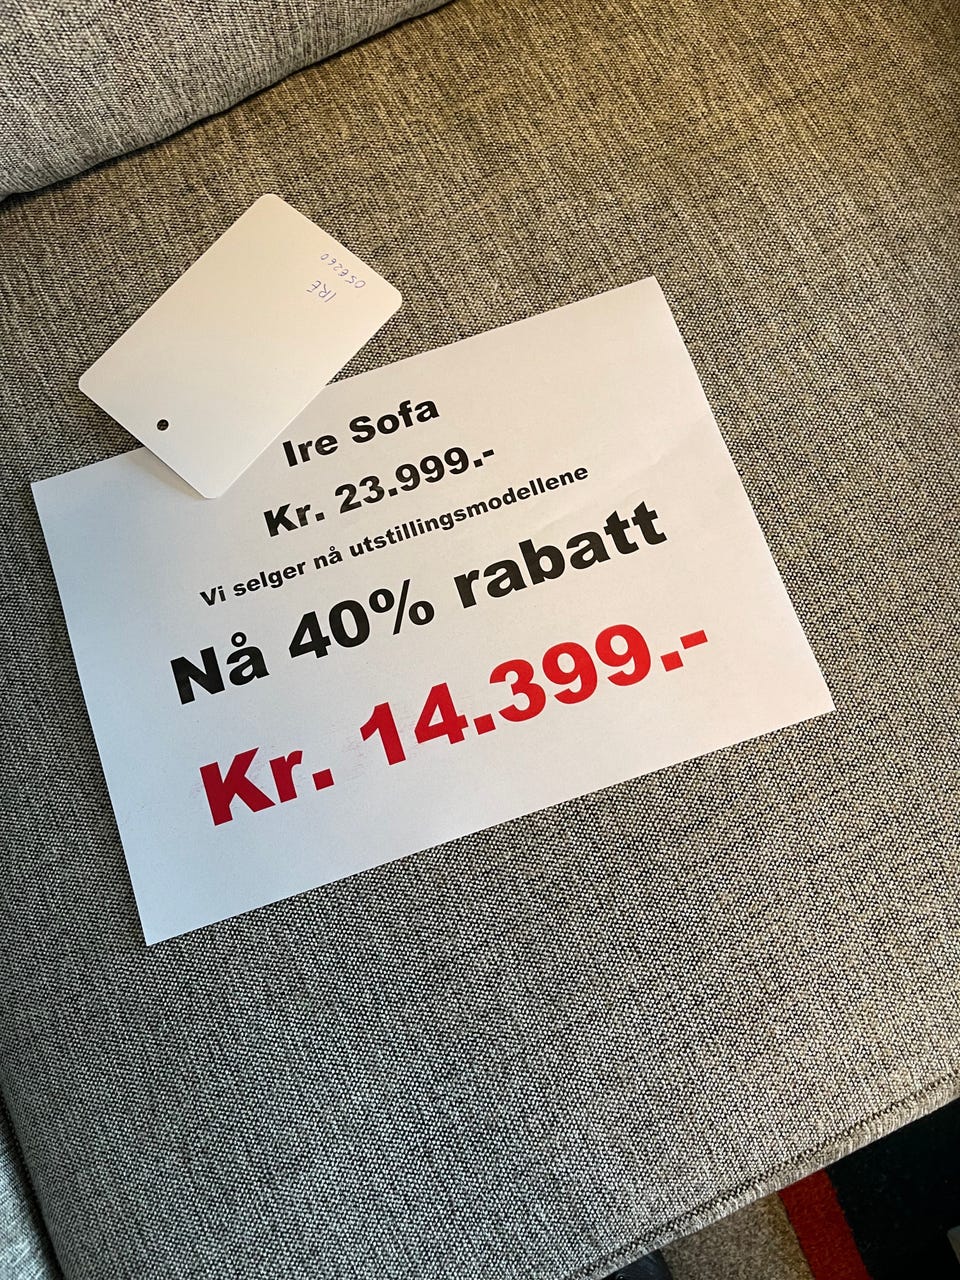 IRE
Ire Sofa
Kr. 23.999.-
Vi selger nå utstillingsmodellene
Nå 40% rabatt
Kr. 14.399.-